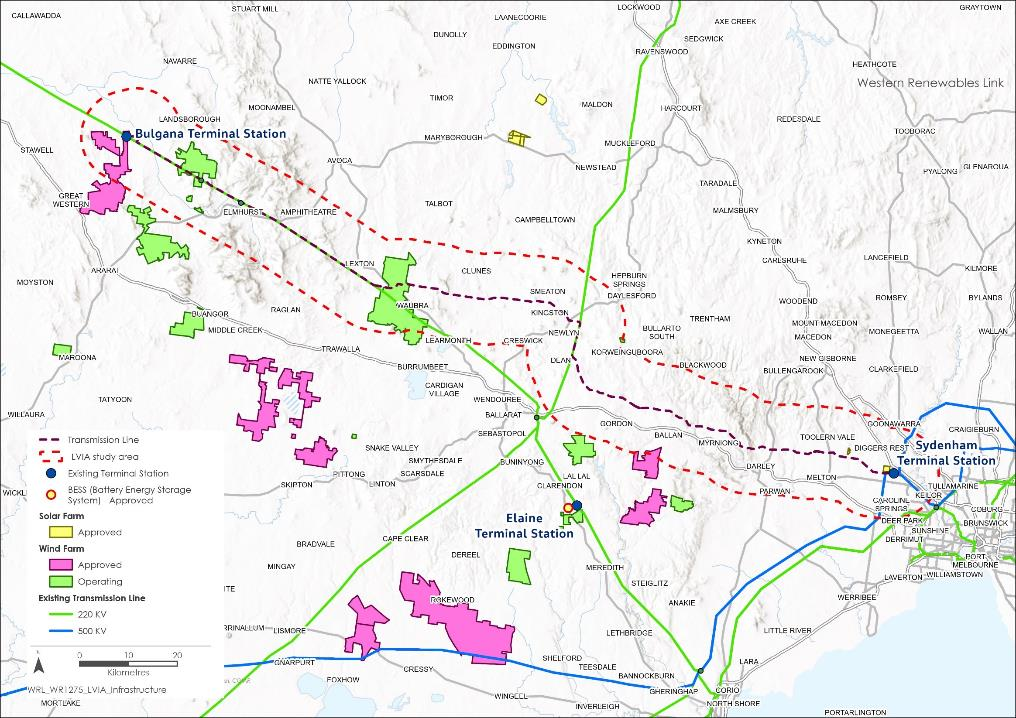 CALLAWADDA
STUART MILL
LAANECOORIE
LOCKWOOD
AXE CREEK
GRAYTOWN
DUNOLLY
EDDINGTON
SEDGWICK
RAVENSWOOD
NAVARRE
HEATHCOTE
NATTE YALLOCK
Western Renewables Link
MOONAMBEL
TIMOR
MALDON
HARCOURT
LANDSBOROUGH
REDESDALE
Bulgana Terminal Station
MARYBOROUGH
TOOBORAC
STAWELL
MUCKLEFORD
AVOCA
NEWSTEAD
PYALONG
GLENAROUA
TARADALE
GREAT
WESTERN
ELMHURST
AMPHITHEATRE
TALBOT
MALMSBURY
CAMPBELLTOWN
KYNETON
LANCEFIELD
CARLSRUHE
LEXTON
ARARAT
CLUNES
HEPBURN
SPRINGS
KILMORE
MOYSTON
SMEATON
DAYLESFORD
WOODEND
ROMSEY
BYLANDS
WAUBRA
RAGLAN
KINGSTON
BUANGOR
TRENTHAM
MOUNT-MACEDON
MIDDLE CREEK
NEWLYN
BULLARTO
SOUTH
MACEDON
MONEGEETTA
WALLAN
LEARMONTH
CRESWICK
TRAWALLA
KORWEINGUBOORA
MAROONA
DEAN
NEW GISBORNE
BURRUMBEET
BLACKWOOD
BULLENGAROOK
CLARKEFIELD
CARDIGAN
VILLAGE
TATYOON
WENDOUREE
BALLARAT
WILLAURA
GORDON
GOONAWARRA
CRAIGIEBURN
SEBASTOPOL
BALLAN
MYRNIONG
TOOLERN VALE
DIGGERS REST
Sydenham
Terminal Station
SNAKE VALLEY
SMYTHESDALE
BUNINYONG
DARLEY
PITTONG
SCARSDALE
LAL LAL
MELTON
SKIPTON
LINTON
CLARENDON
PARWAN
TULLAMARINE
KEILOR
CAROLINE
SPRINGS
Elaine
Terminal Station
DEER PARK
COBURG
BRUNSWICK
SUNSHINE
DERRIMUT
BRADVALE
CAPE CLEAR
DEREEL
PORT
MELBOURNE
MINGAY
MEREDITH
LAVERTON
WILLIAMSTOWN
STEIGLITZ
WERRIBEE
ROKEWOOD
ANAKIE
LISMORE
LETHBRIDGE
LITTLE RIVER
GNARPURT
CRESSY
SHELFORD
TEESDALE
LARA
FOXHOW
BANNOCKBURN
GHERINGHAP
CORIO
WINGEEL
INVERLEIGH
NORTH SHORE
MORTLAKE
PORTARLINGTON
Transmission Line
LVIA study area
Existing Terminal Station
BESS (Battery Energy Storage
System) - Approved
Solar Farm
Approved
Wind Farm
Approved
Operating
Existing Transmission Line
220 KV
500 KV
0 10 20
Kilometres
WRL_WR1275_LVIA_Infrastructure